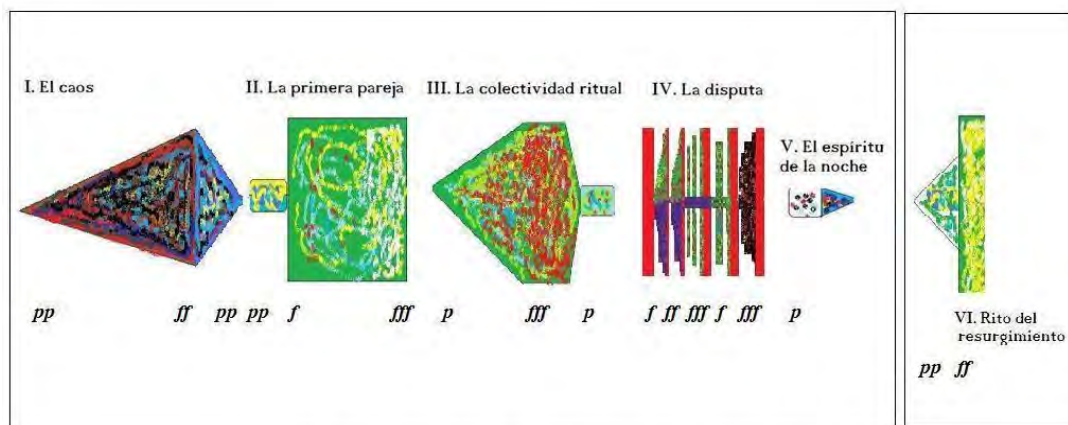 I. El caos
II. La primera pareja
III. La colectividad ritual
IV. La disputa
V. El espíritu
de la noche
pp ff pp pp f fff p fff p f ff fff f fff p
VI. Rito del
resurgimiento
pp ff